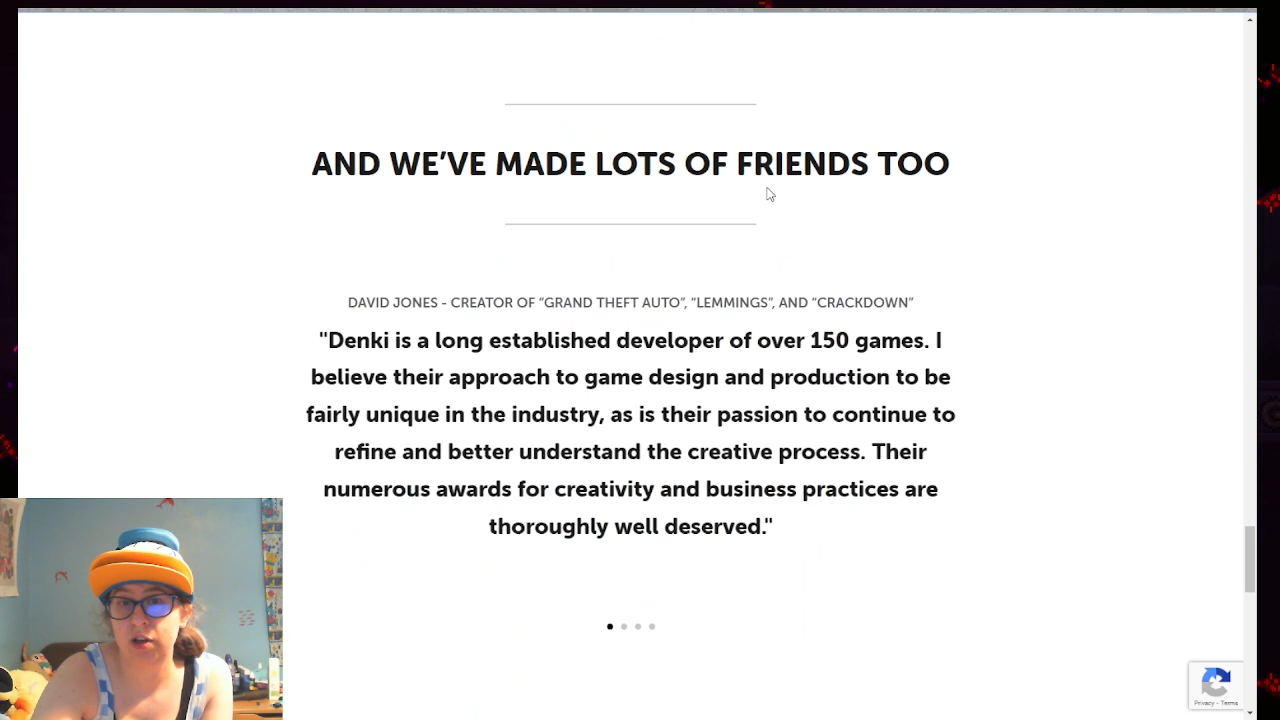 AND WE’VE MADE LOTS OF FRIENDS TOO
DAVID JONES - CREATOR OF “GRAND THEFT AUTO”, “LEMMINGS”, AND “CRACKDOWN”
"Denki is a long established developer of over 150 games. I
believe their approach to game design and production to be
fairly unique in the industry, as is their passion to continue to
refine and better understand the creative process. Their
numerous awards for creativity and business practices are
thoroughly well deserved."
Privacy - Terms